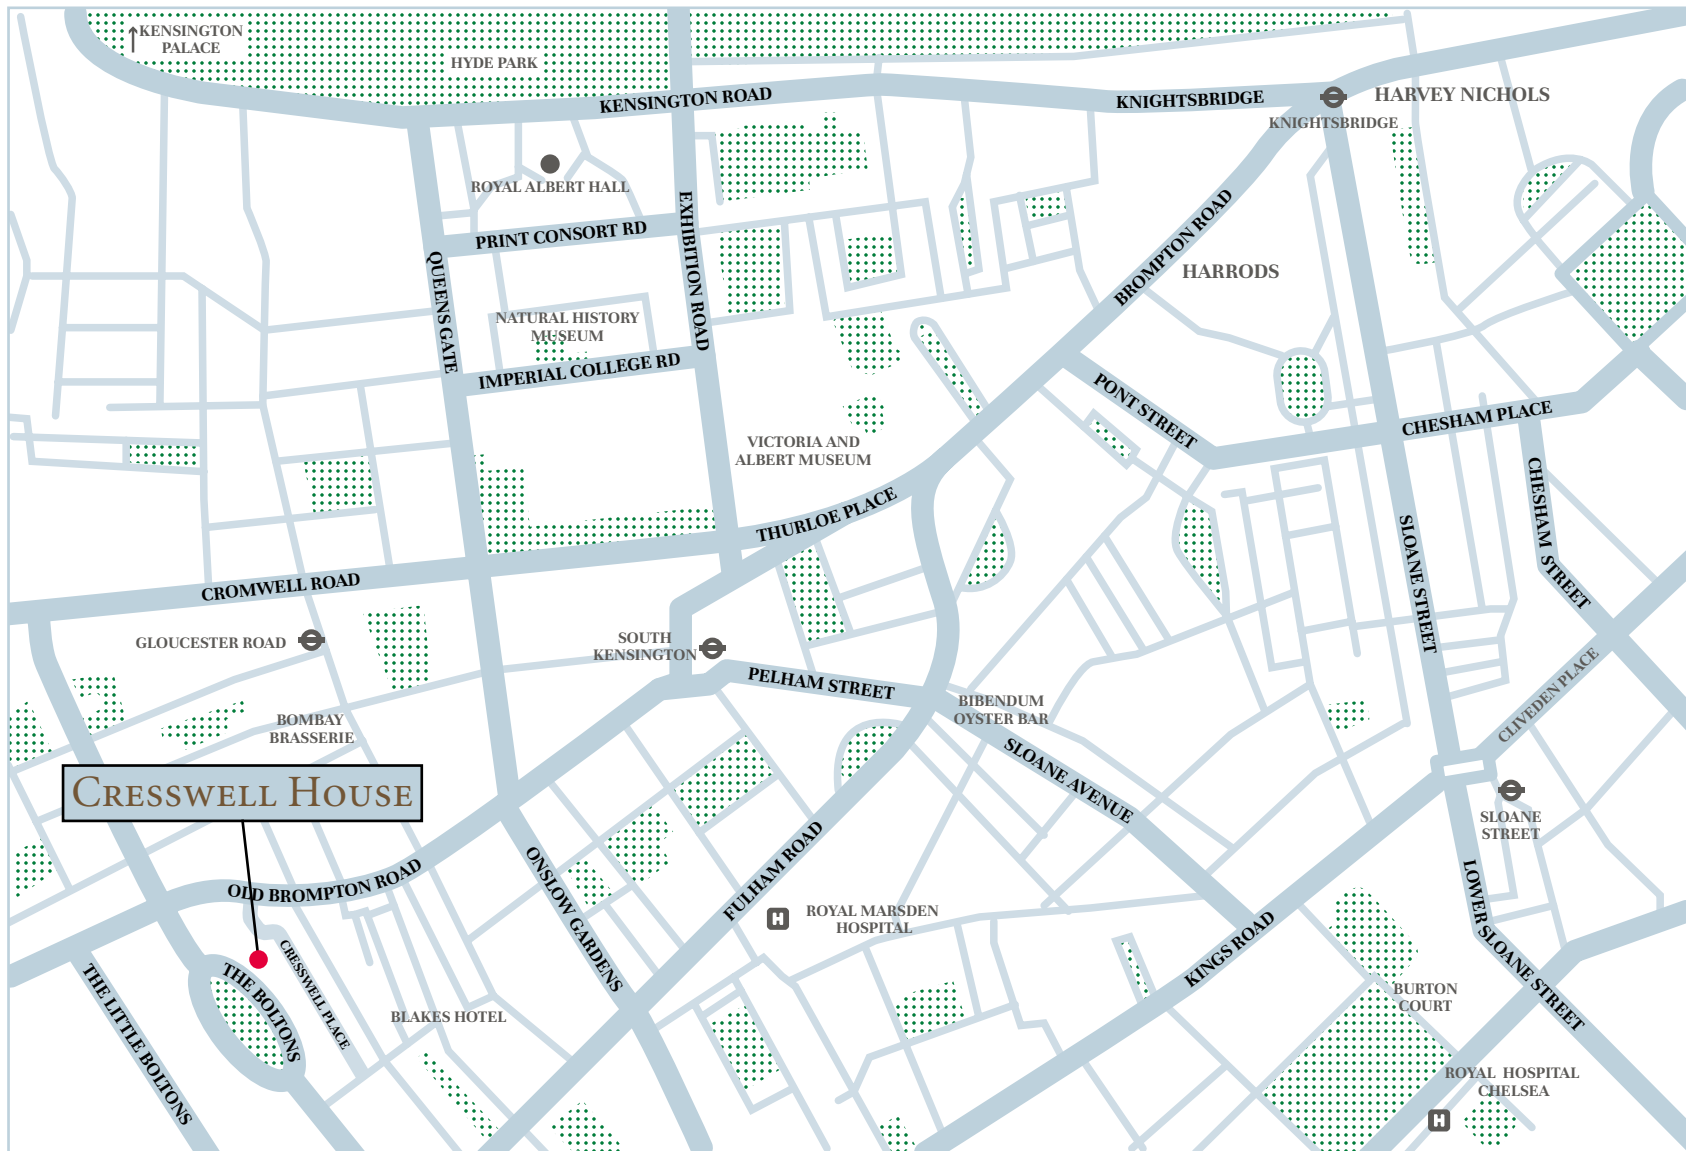 KENSINGTON
PALACE
HYDE PARK
KENSINGTON ROAD
KNIGHTSBRIDGE
HARVEY NICHOLS
KNIGHTSBRIDGE
ROYAL ALBERT HALL
PRINT CONSORT RD
EXHIBITION ROAD
QUEENS GATE
BROMPTON ROAD
HARRODS
NATURAL HISTORY
MUSEUM
IMPERIAL COLLEGE RD
PONT STREET
CHESHAM PLACE
VICTORIA AND
ALBERT MUSEUM
CHESHAM STREET
THURLOE PLACE
SLOANE STREET
CROMWELL ROAD
GLOUCESTER ROAD
SOUTH
KENSINGTON
PELHAM STREET
BIBENDUM
OYSTER BAR
CLIVEDEN PLACE
BOMBAY
BRASSERIE
SLOANE AVENUE
CRESSWELL HOUSE
SLOANE
STREET
OLD BROMPTON ROAD
ONSLOW GARDENS
FULHAM ROAD
LOWER SLOANE STREET
ROYAL MARSDEN
HOSPITAL
H
KINGS ROAD
THE LITTLE BOLTONS
THE BOLTONS
CRESSWELL PLACE
BLAKES HOTEL
BURTON
COURT
ROYAL HOSPITAL
CHELSEA
H